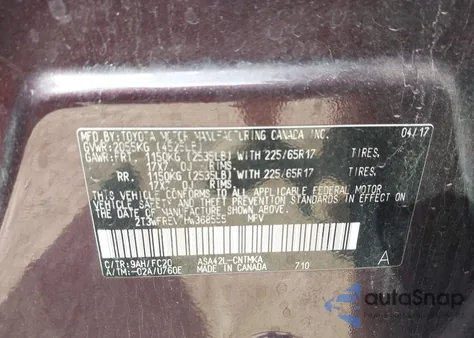 MFD.BY:TOYOTA MOTOR MANUFACTURING CANADA INC. 04/17
GVWR:2055KG (4525LB)
GAWR:FRT. 1150KG (2535LB) WITH 225/65R17 TIRES.
17X7.0J RIMS
RR. 1150KG (2535LB) WITH 225/65R17 TIRES.
17X7.0J RIMS
THIS VEHICLE CONFORMS TO ALL APPLICABLE FEDERAL MOTOR
VEHICLE SAFETY AND BUMPER STANDARDS IN EFFECT ON THE
DATE OF MANUFACTURE SHOWN ABOVE.
MPV
C/TR:9AH/FC20 ASA42L-CNTMKA A
A/TM:-02A/U760E MADE IN CANADA 710
autoSnap